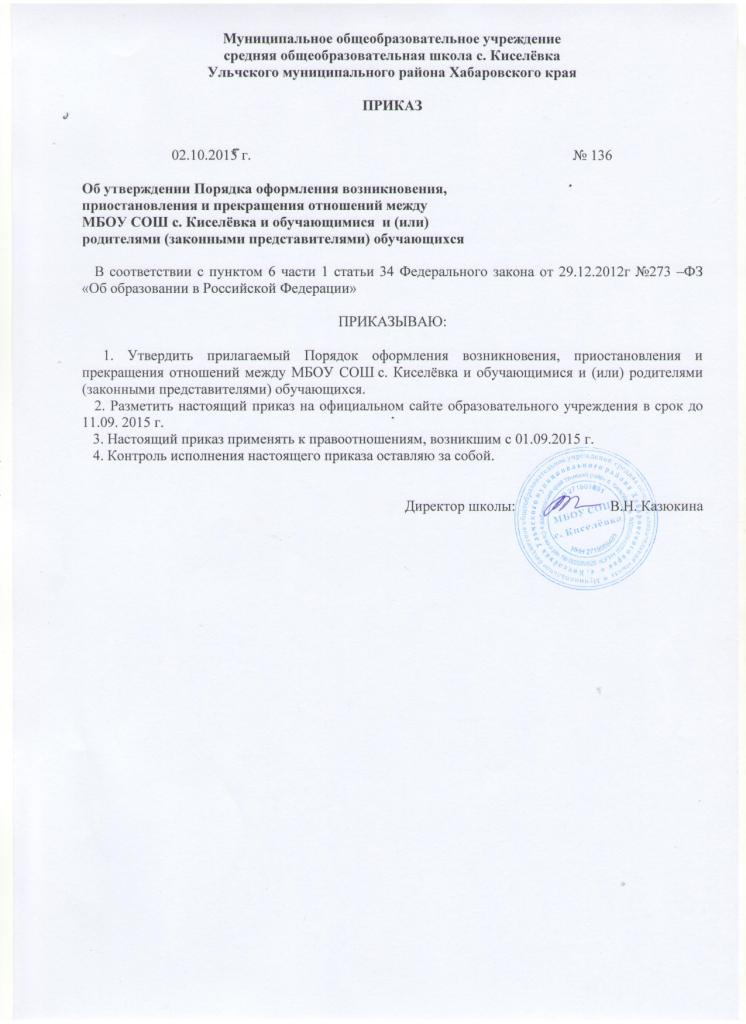 Муниципальное общеобразовательное учреждение
средняя общеобразовательная школа с. Киселёвка
Ульчского муниципального района Хабаровского края
ПРИКАЗ
02.10.2015 г. № 136
Об утверждении Порядка оформления возникновения,
приостановления и прекращения отношений между
МБОУ СОШ с. Киселёвка и обучающимися и (или)
родителями (законными представителями) обучающихся
В соответствии с пунктом 6 части 1 статьи 34 Федерального закона от 29.12.2012г №273 –ФЗ
«Об образовании в Российской Федерации»
ПРИКАЗЫВАЮ:
1. Утвердить прилагаемый Порядок оформления возникновения, приостановления и
прекращения отношений между МБОУ СОШ с. Киселёвка и обучающимися и (или) родителями
(законными представителями) обучающихся.
2. Разметить настоящий приказ на официальном сайте образовательного учреждения в срок до
11.09. 2015 г.
3. Настоящий приказ применять к правоотношениям, возникшим с 01.09.2015 г.
4. Контроль исполнения настоящего приказа оставляю за собой.
Директор школы: В.Н. Казюкина
МБОУ СОШ
с. Киселёвка